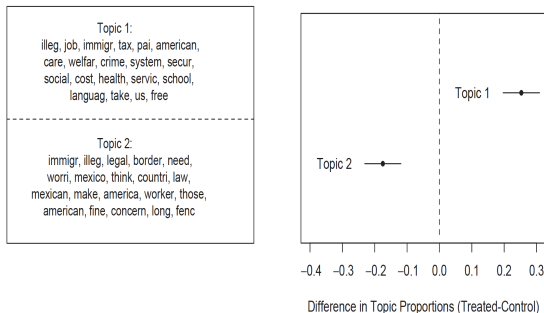 Topic 1:
illeg, job, immigr, tax, pai, american,
care, welfar, crime, system, secur,
social, cost, health, servic, school,
languag, take, us, free
Topic 2:
immigr, illeg, legal, border, need,
worri, mexico, think, countri, law,
mexican, make, america, worker, those,
american, fine, concern, long, fenc
Topic 1
Topic 2
−0.4 −0.3 −0.2 −0.1 0.0 0.1 0.2 0.3
Difference in Topic Proportions (Treated-Control)